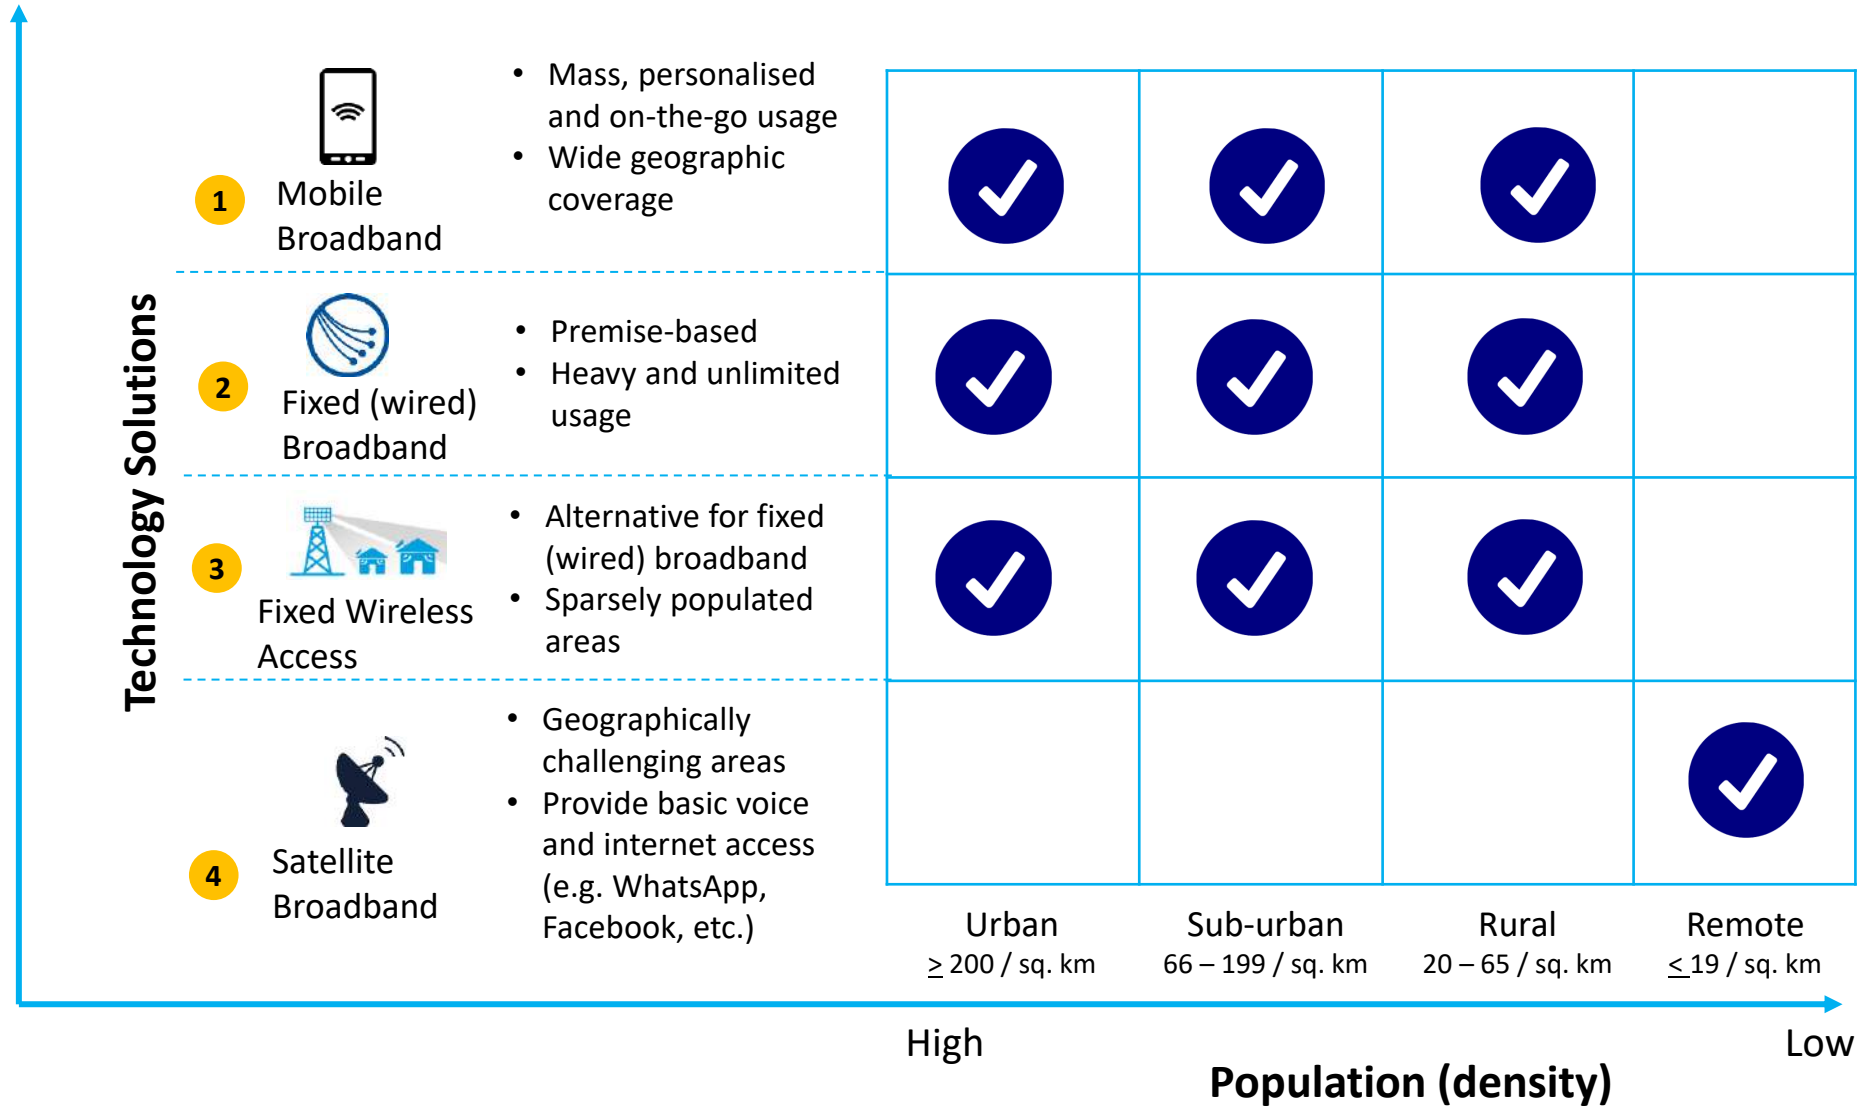 Technology Solutions
1
Mobile
Broadband
• Mass, personalised
and on-the-go usage
• Wide geographic
coverage
2
Fixed (wired)
Broadband
• Premise-based
• Heavy and unlimited
usage
3
Fixed Wireless
Access
• Alternative for fixed
(wired) broadband
• Sparsely populated
areas
4
Satellite
Broadband
• Geographically
challenging areas
• Provide basic voice
and internet access
(e.g. WhatsApp,
Facebook, etc.)
Urban
≥ 200 / sq. km
Sub-urban
66 – 199 / sq. km
Rural
20 – 65 / sq. km
Remote
≤ 19 / sq. km
High
Low
Population (density)